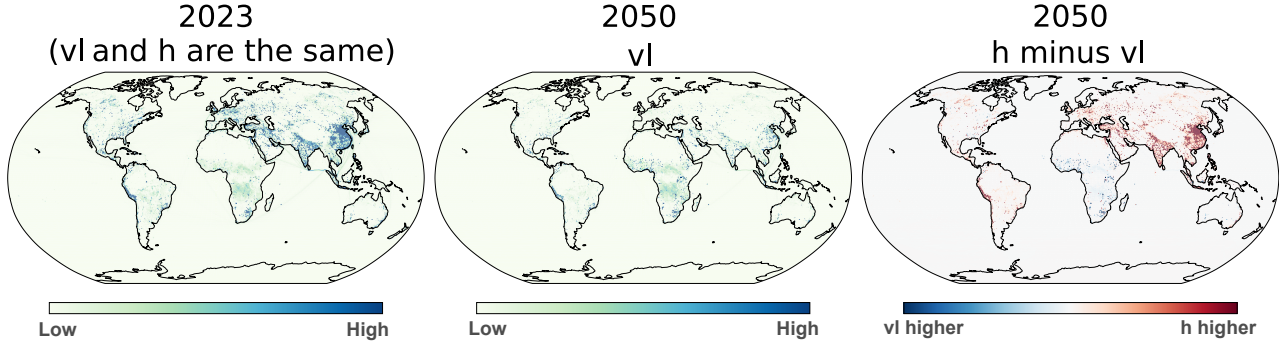 2023
(vl and h are the same)
2050
vl
2050
h minus vl
Low High
Low High
vl higher h higher